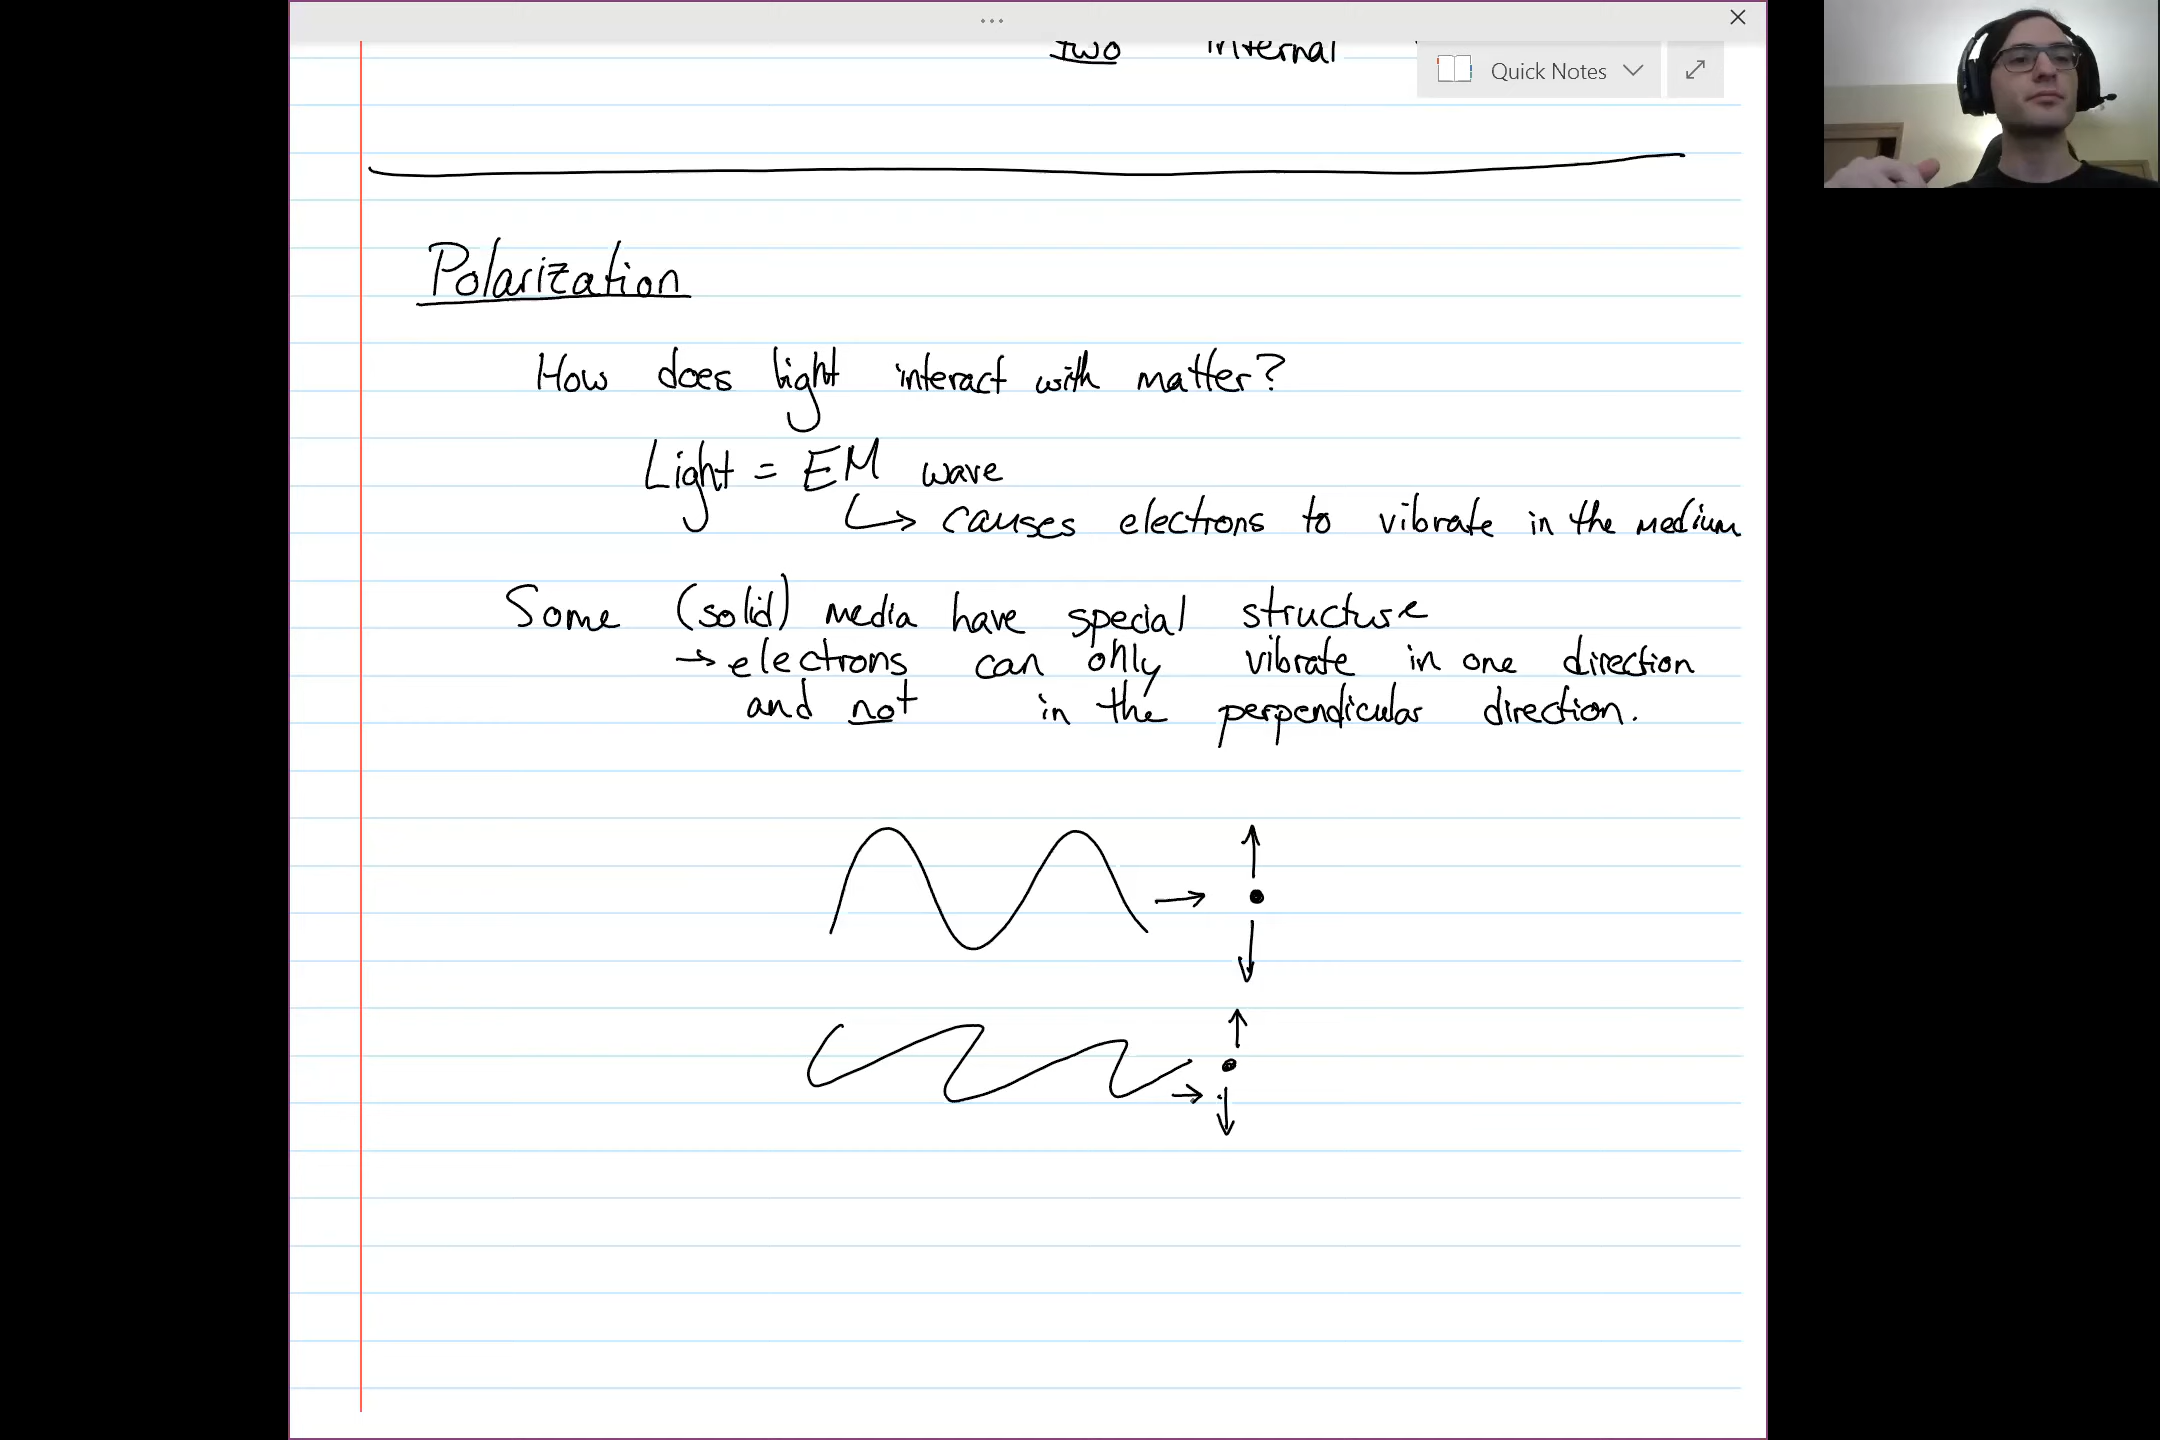 two internal
Quick Notes
Polarization
How does light interact with matter?
Light = EM wave
↳ causes electrons to vibrate in the medium
Some (solid) media have special structure
→ electrons can only vibrate in one direction
and not in the perpendicular direction.